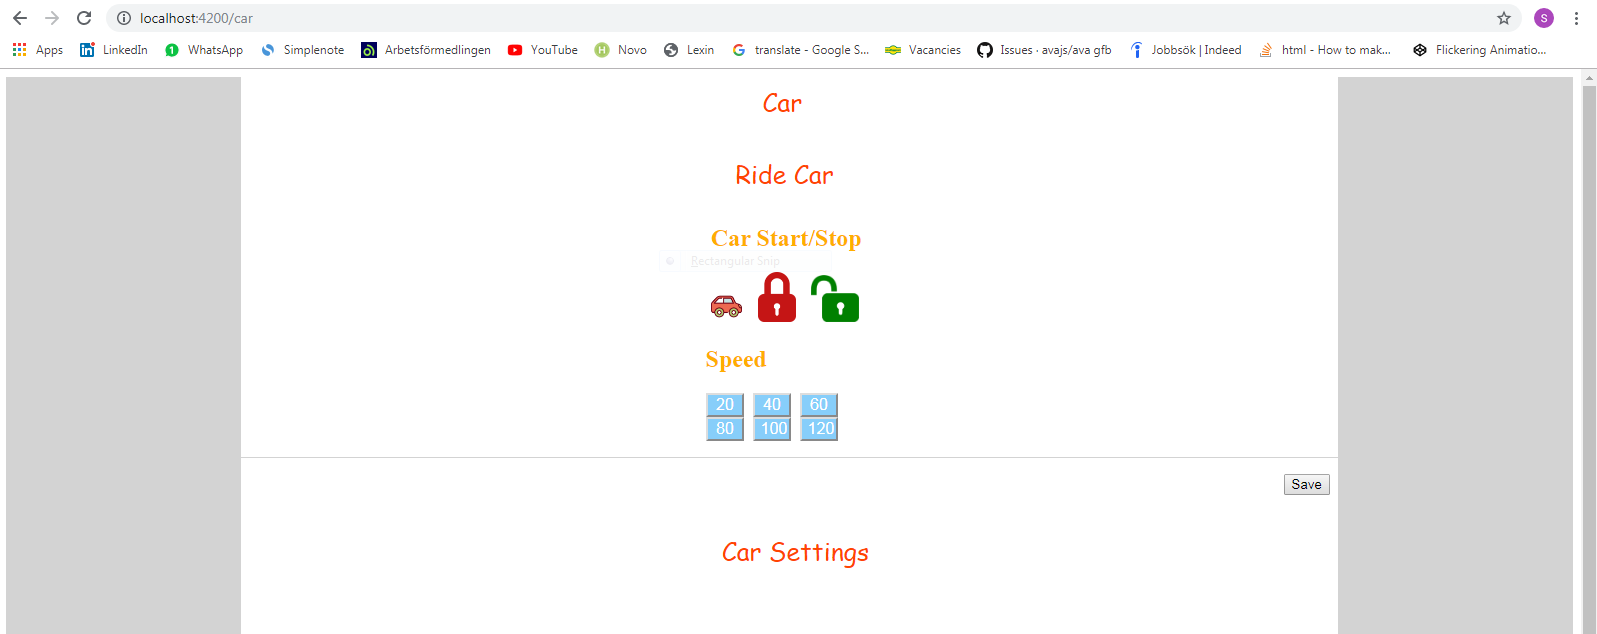 localhost:4200/car
S
Apps LinkedIn WhatsApp Simplenote Arbetsförmedlingen YouTube Novo Lexin translate - Google S... Vacancies Issues · avajs/ava gfb Jobbsök | Indeed html - How to mak... Flickering Animatio...
Car
Ride Car
Car Start/Stop
Rectangular Snip
Speed
20 40 60
80 100 120
Save
Car Settings